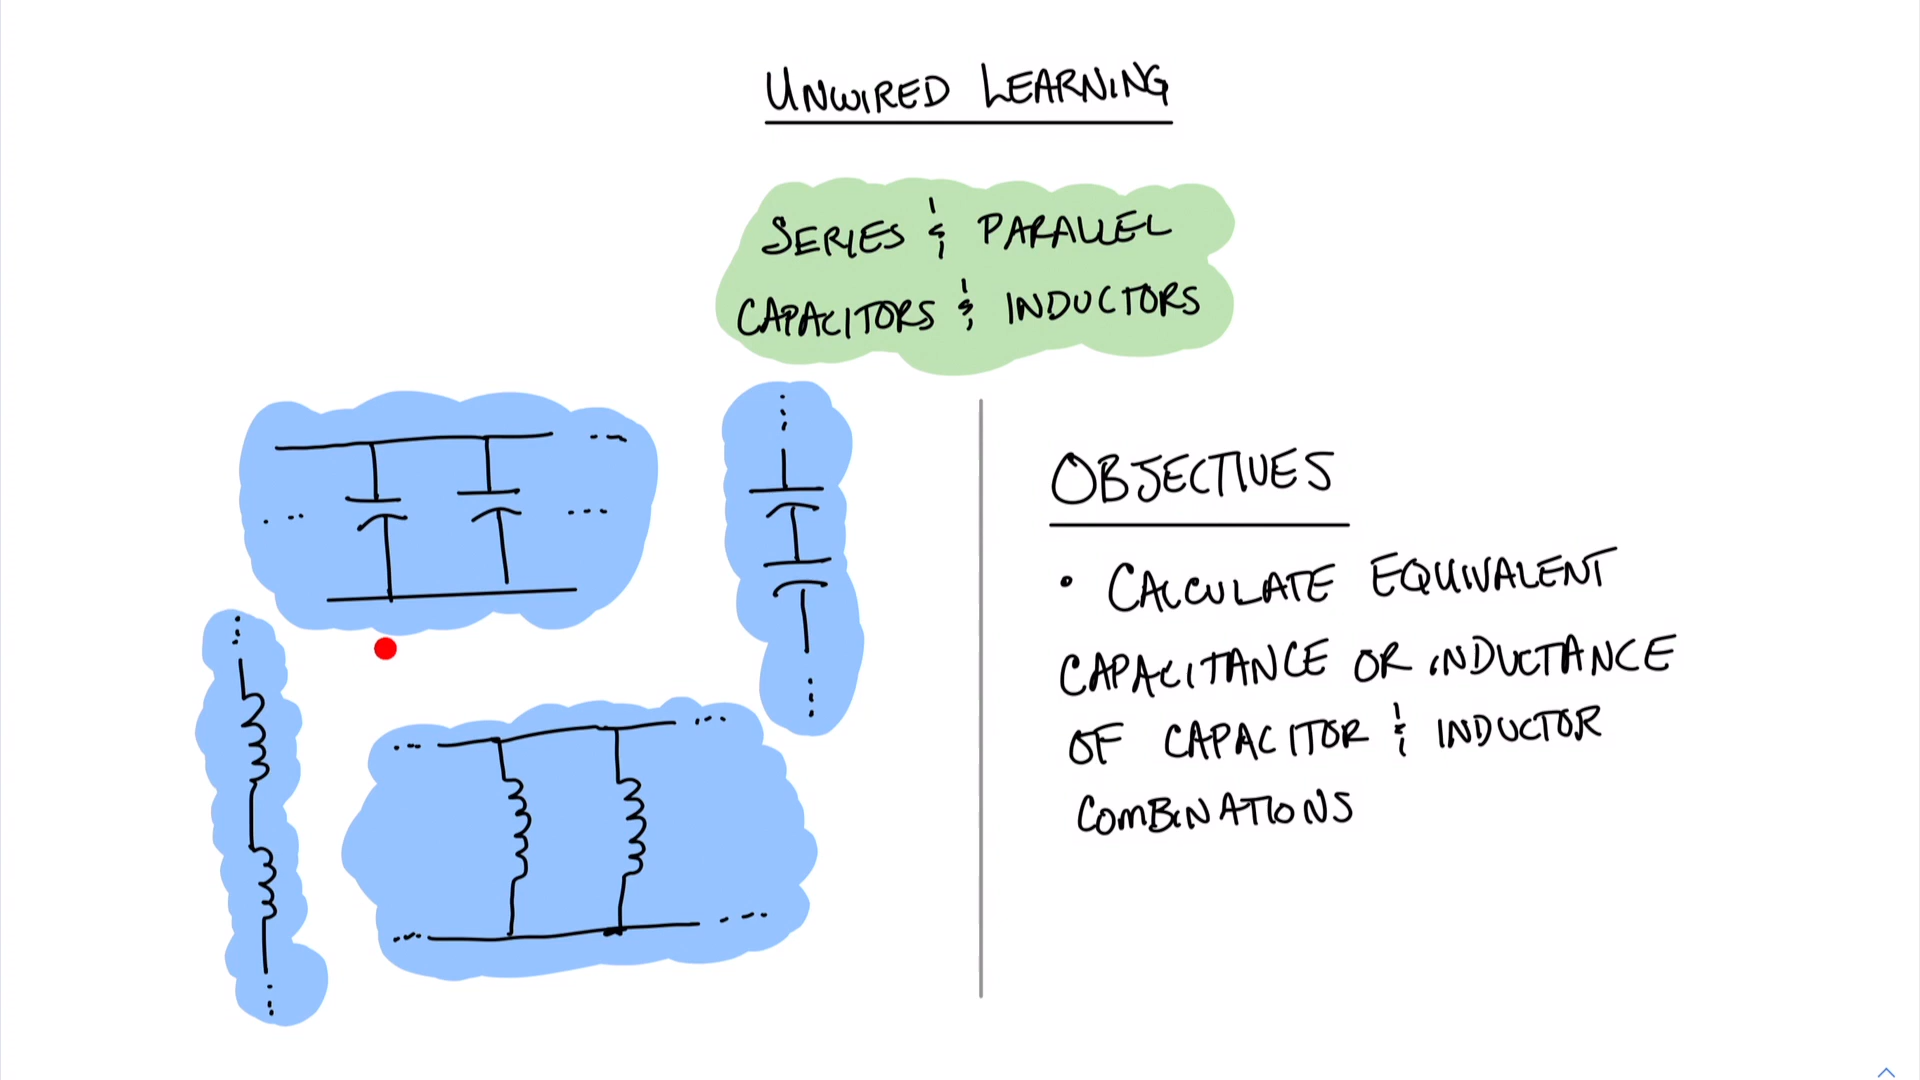 UNWIRED LEARNING
SERIES & PARALLEL
CAPACITORS & INDUCTORS
OBJECTIVES
• CALCULATE EQUIVALENT
CAPACITANCE OR INDUCTANCE
OF CAPACITOR & INDUCTOR
COMBINATIONS